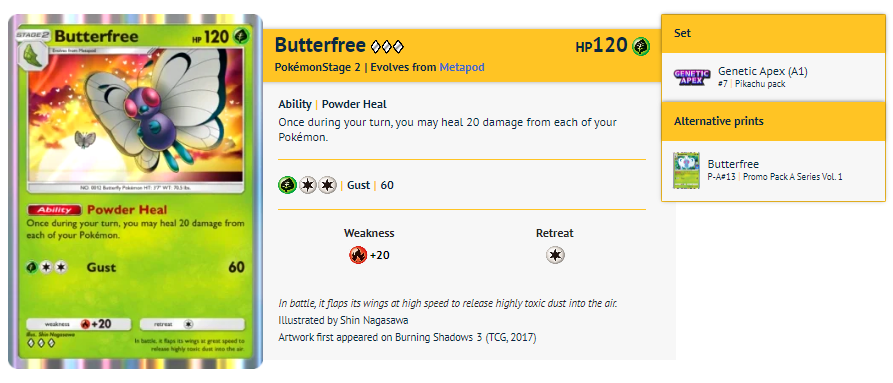 STAGE2
Butterfree
HP 120
Evolves from Metapod
NO. 0012 Butterfly Pokémon HT: 3'7" WT: 70.5 lbs.
Ability Powder Heal
Once during your turn, you may heal 20 damage from
each of your Pokémon.
Gust 60
weakness +20
retreat
Illus. Shin Nagasawa
In battle, it flaps its wings at great speed to
release highly toxic dust into the air.
Butterfree
HP120
PokémonStage 2 | Evolves from Metapod
Ability | Powder Heal
Once during your turn, you may heal 20 damage from each of your
Pokémon.
| Gust | 60
Weakness
Retreat
+20
In battle, it flaps its wings at high speed to release highly toxic dust into the air.
Illustrated by Shin Nagasawa
Artwork first appeared on Burning Shadows 3 (TCG, 2017)
Set
GENETIC
APEX
Genetic Apex (A1)
#7 | Pikachu pack
Alternative prints
Butterfree
P-A#13 | Promo Pack A Series Vol. 1